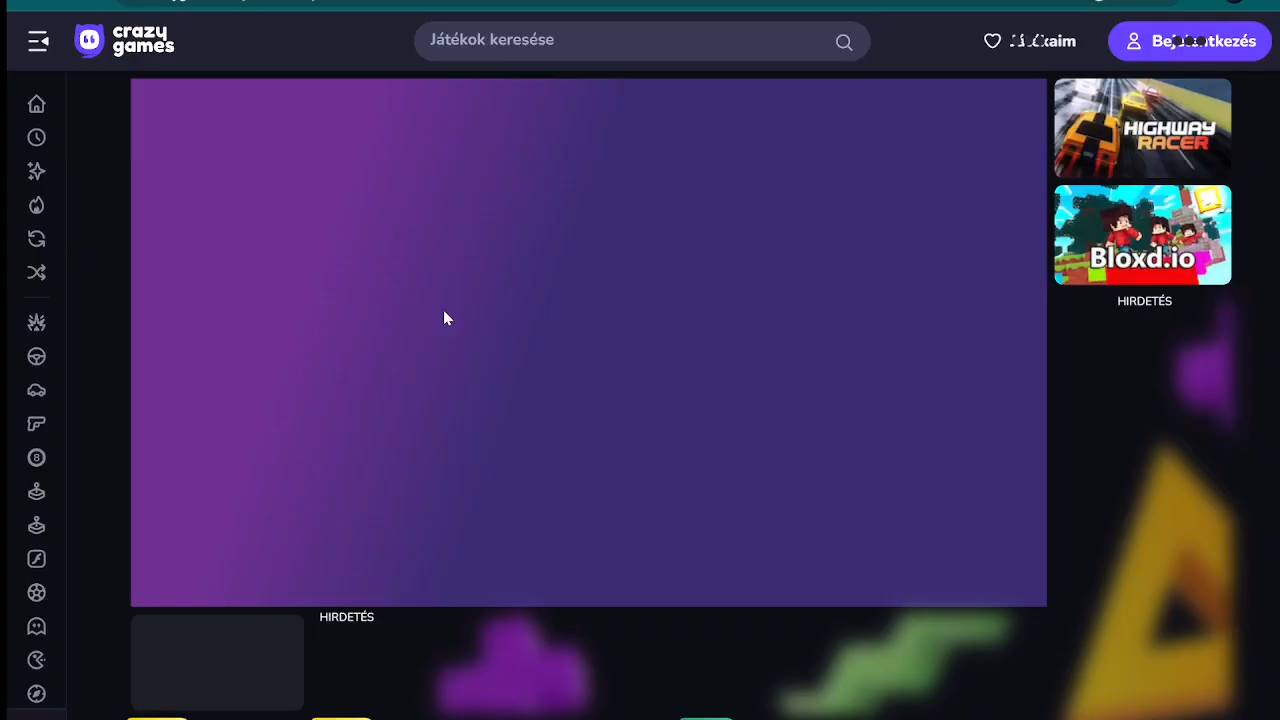 crazy
games
Játékok keresése
HIGHWAY
RACER
Bloxd.io
HIRDETÉS
HIRDETÉS